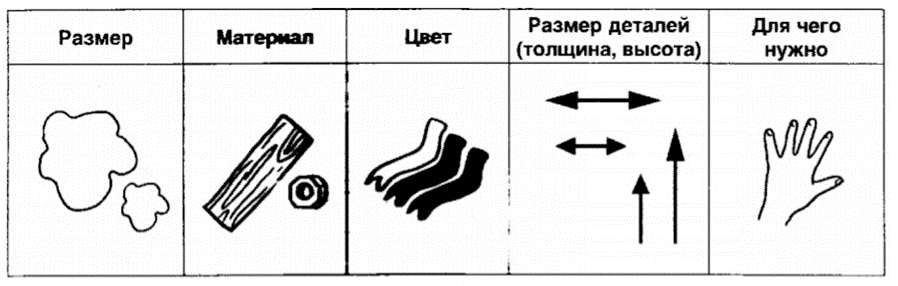 Размер
Материал
Цвет
Размер деталей
(толщина, высота)
Для чего
нужно